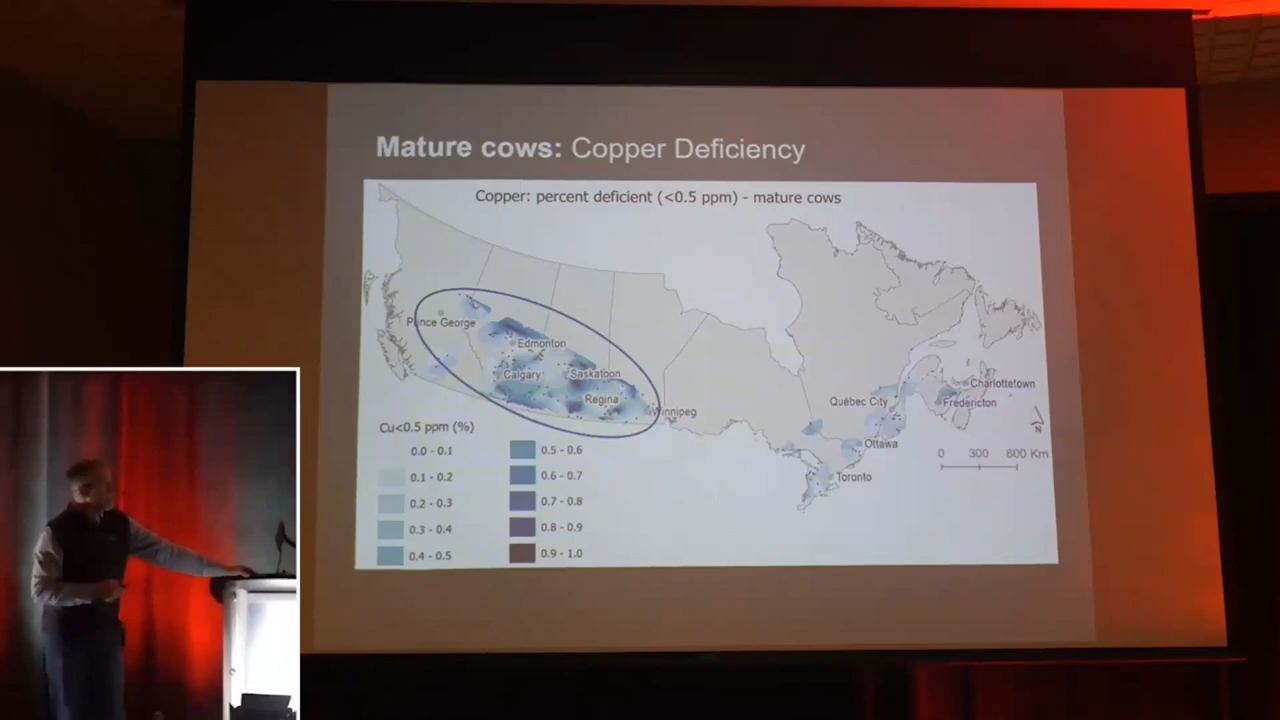 Mature cows: Copper Deficiency
Copper: percent deficient (<0.5 ppm) - mature cows
Prince George
Edmonton
Calgary
Saskatoon
Regina
Winnipeg
Québec City
Charlottetown
Fredericton
Ottawa
Toronto
N
0 300 600 Km
Cu<0.5 ppm (%)
0.0 - 0.1
0.1 - 0.2
0.2 - 0.3
0.3 - 0.4
0.4 - 0.5
0.5 - 0.6
0.6 - 0.7
0.7 - 0.8
0.8 - 0.9
0.9 - 1.0